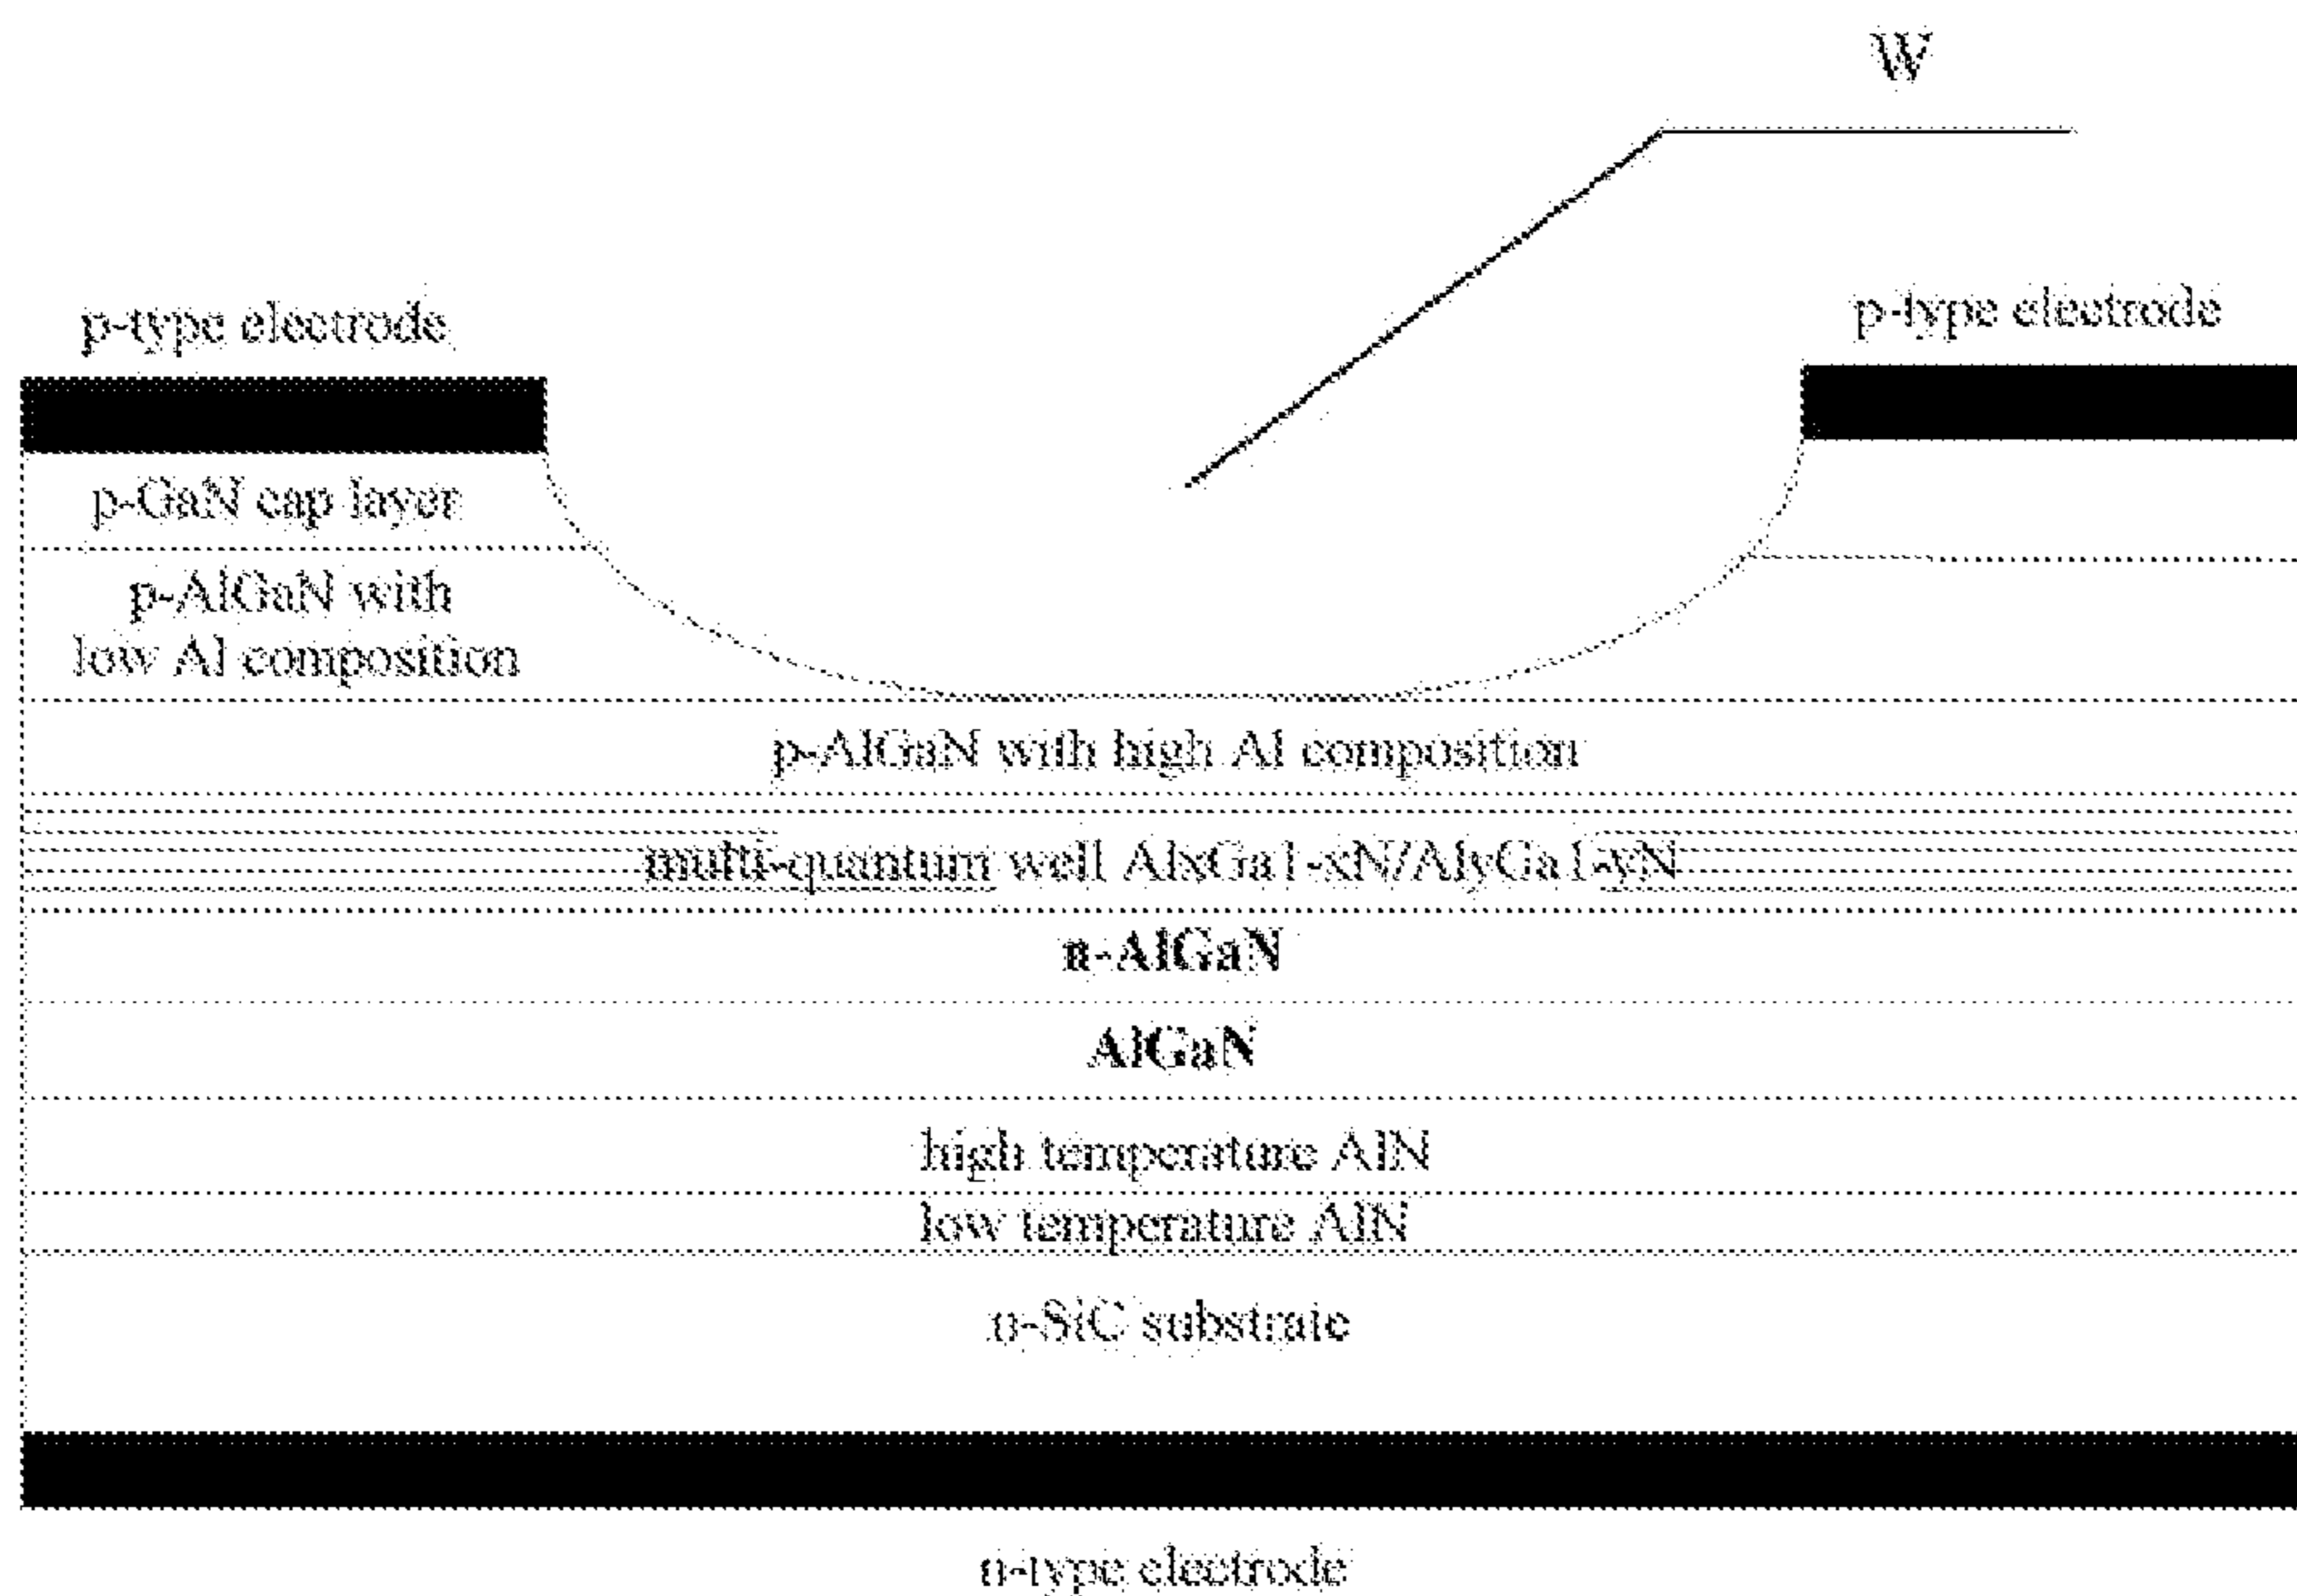 W
p-type electrode
p-type electrode
p-GaN cap layer
p-AlGaN with
low Al composition
p-AlGaN with high Al composition
multi-quantum well AlxGa1-xN/AlyGa1-yN
n-AlGaN
AlGaN
high temperature AlN
low temperature AlN
n-SiC substrate
n-type electrode